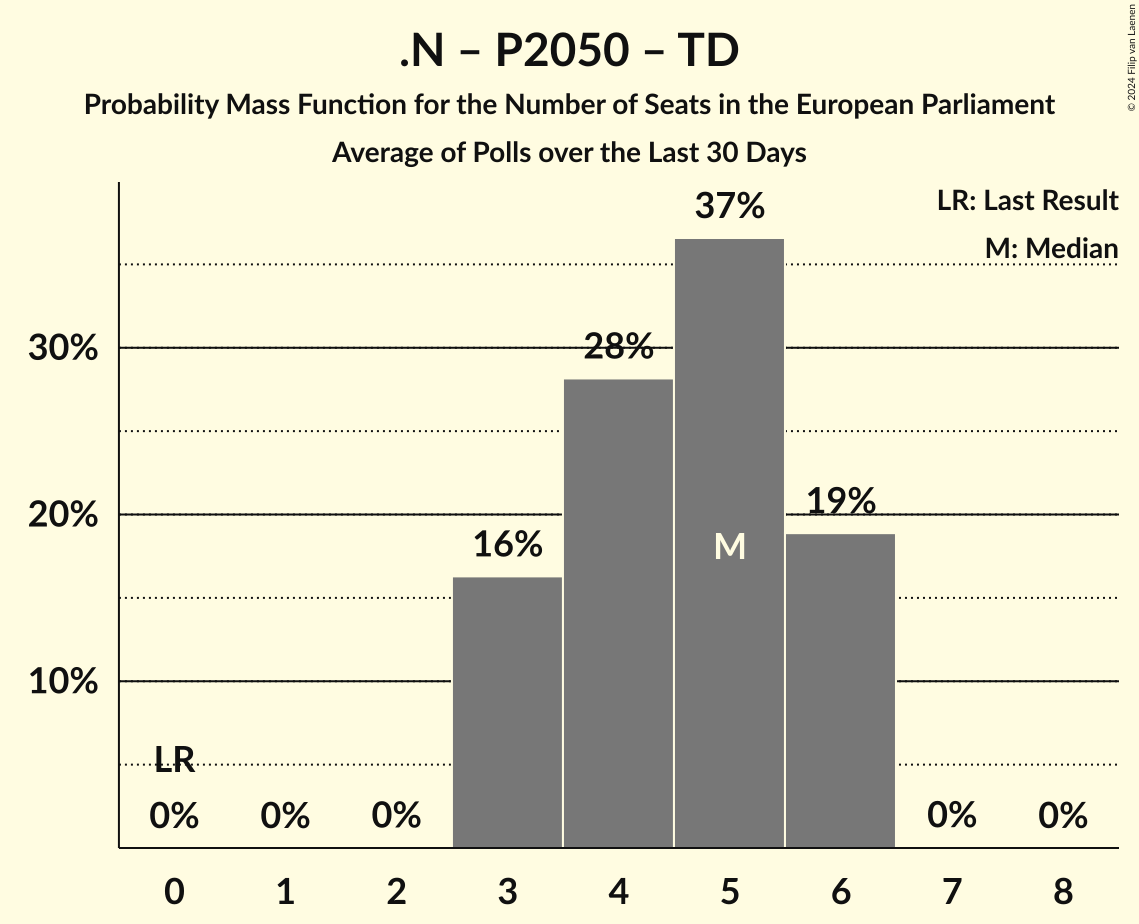 .N – P2050 – TD
Probability Mass Function for the Number of Seats in the European Parliament
Average of Polls over the Last 30 Days
© 2024 Filip van Laenen
LR: Last Result
M: Median
37%
30%
28%
20%
19%
16%
M
10%
LR
0%
0%
0%
0%
0%
0 1 2 3 4 5 6 7 8